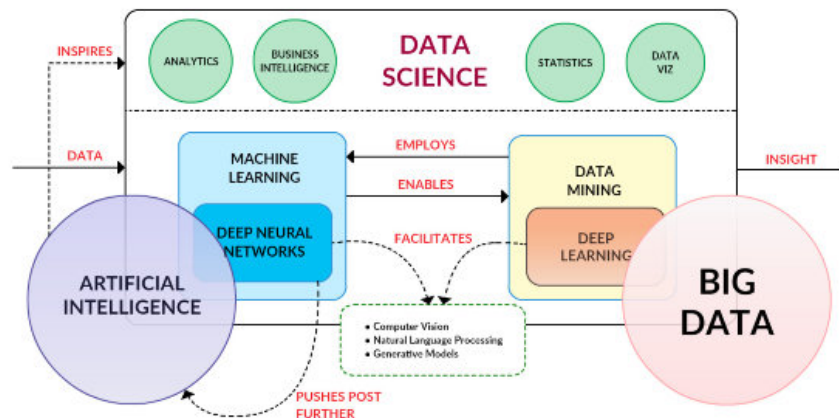 INSPIRES
ANALYTICS
BUSINESS
INTELLIGENCE
DATA
SCIENCE
STATISTICS
DATA
VIZ
DATA
MACHINE
LEARNING
EMPLOYS
ENABLES
DATA
MINING
INSIGHT
DEEP NEURAL
NETWORKS
FACILITATES
DEEP
LEARNING
ARTIFICIAL
INTELLIGENCE
BIG
DATA
• Computer Vision
• Natural Language Processing
• Generative Models
PUSHES POST
FURTHER